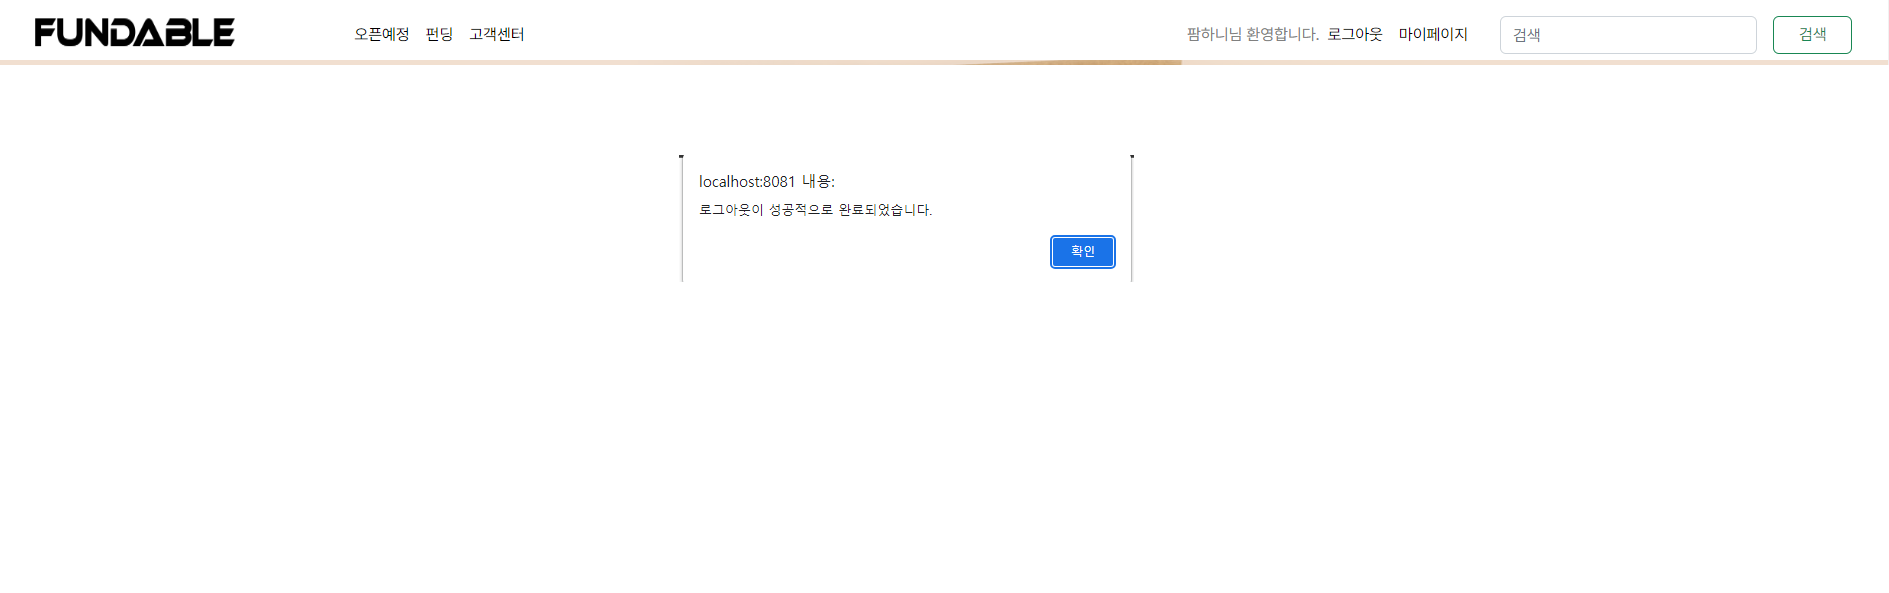 FUNDABLE 오픈예정 펀딩 고객센터 팜하니님 환영합니다. 로그아웃 마이페이지 검색 검색
localhost:8081 내용:
로그아웃이 성공적으로 완료되었습니다.
확인